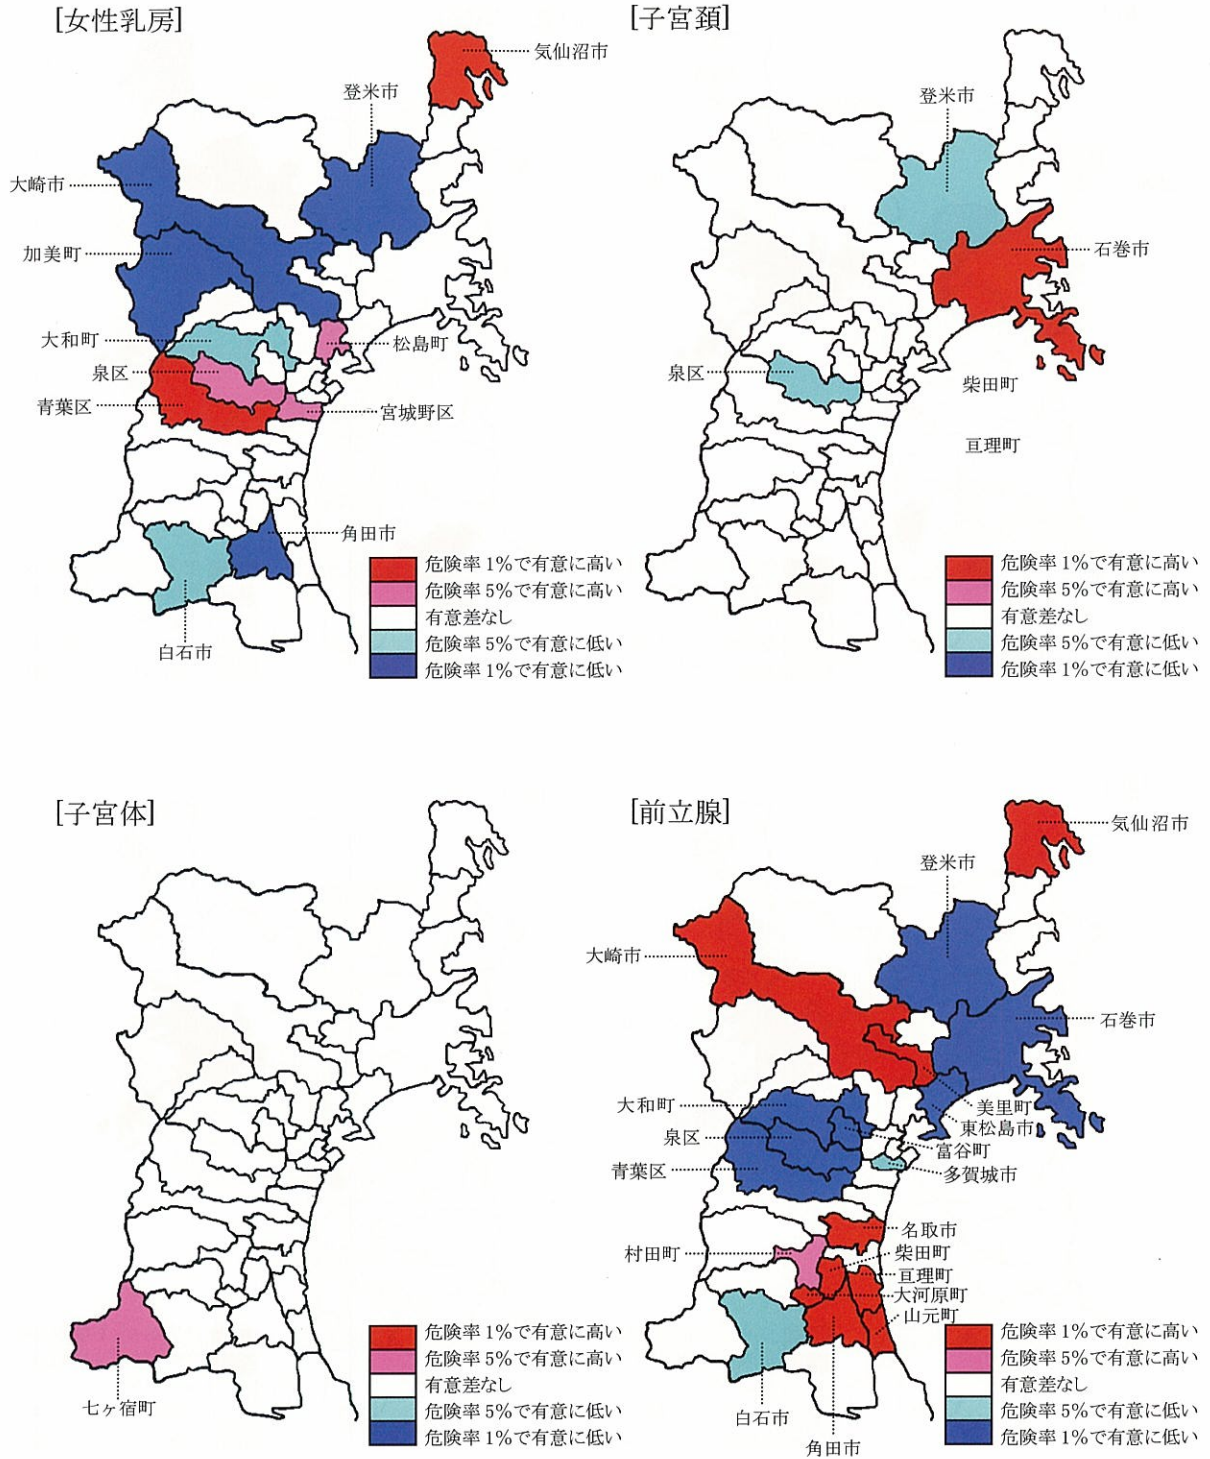 [女性乳房]
気仙沼市
登米市
大崎市
加美町
大和町
松島町
泉区
青葉区
宮城野区
角田市
白石市
危険率 1%で有意に高い
危険率 5%で有意に高い
有意差なし
危険率 5%で有意に低い
危険率 1%で有意に低い
[子宮頚]
登米市
石巻市
泉区
柴田町
亘理町
危険率 1%で有意に高い
危険率 5%で有意に高い
有意差なし
危険率 5%で有意に低い
危険率 1%で有意に低い
[子宮体]
七ヶ宿町
危険率 1%で有意に高い
危険率 5%で有意に高い
有意差なし
危険率 5%で有意に低い
危険率 1%で有意に低い
[前立腺]
気仙沼市
登米市
大崎市
石巻市
大和町
美里町
東松島市
泉区
富谷町
青葉区
多賀城市
名取市
村田町
柴田町
亘理町
大河原町
山元町
白石市
角田市
危険率 1%で有意に高い
危険率 5%で有意に高い
有意差なし
危険率 5%で有意に低い
危険率 1%で有意に低い